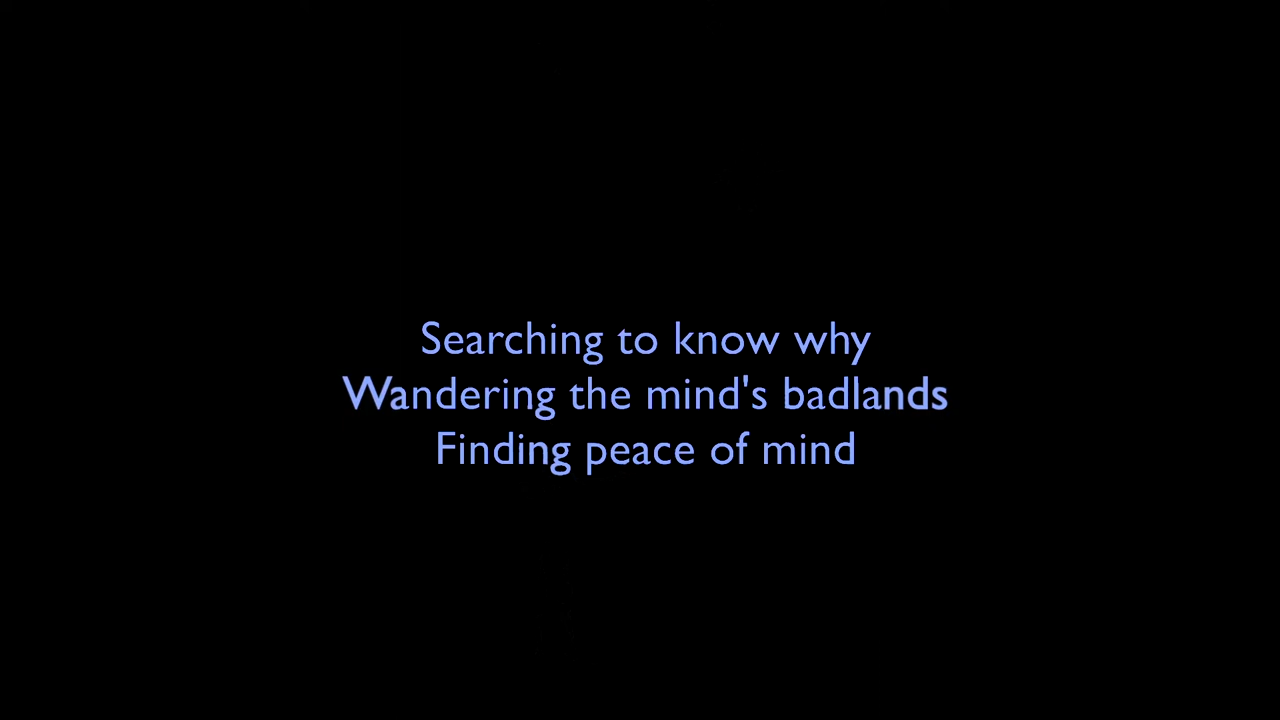 Searching to know why
Wandering the mind's badlands
Finding peace of mind